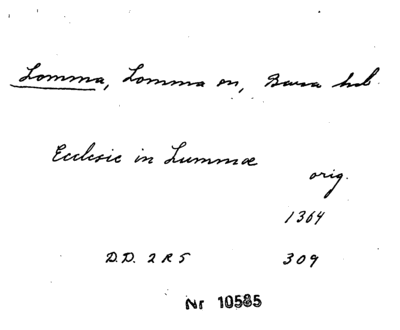 Lomma, Lomma sn, Bara hd.
Ecclesie in Lummæ
orig.
1364
D.D. 2 R 5 309
Nr 10585